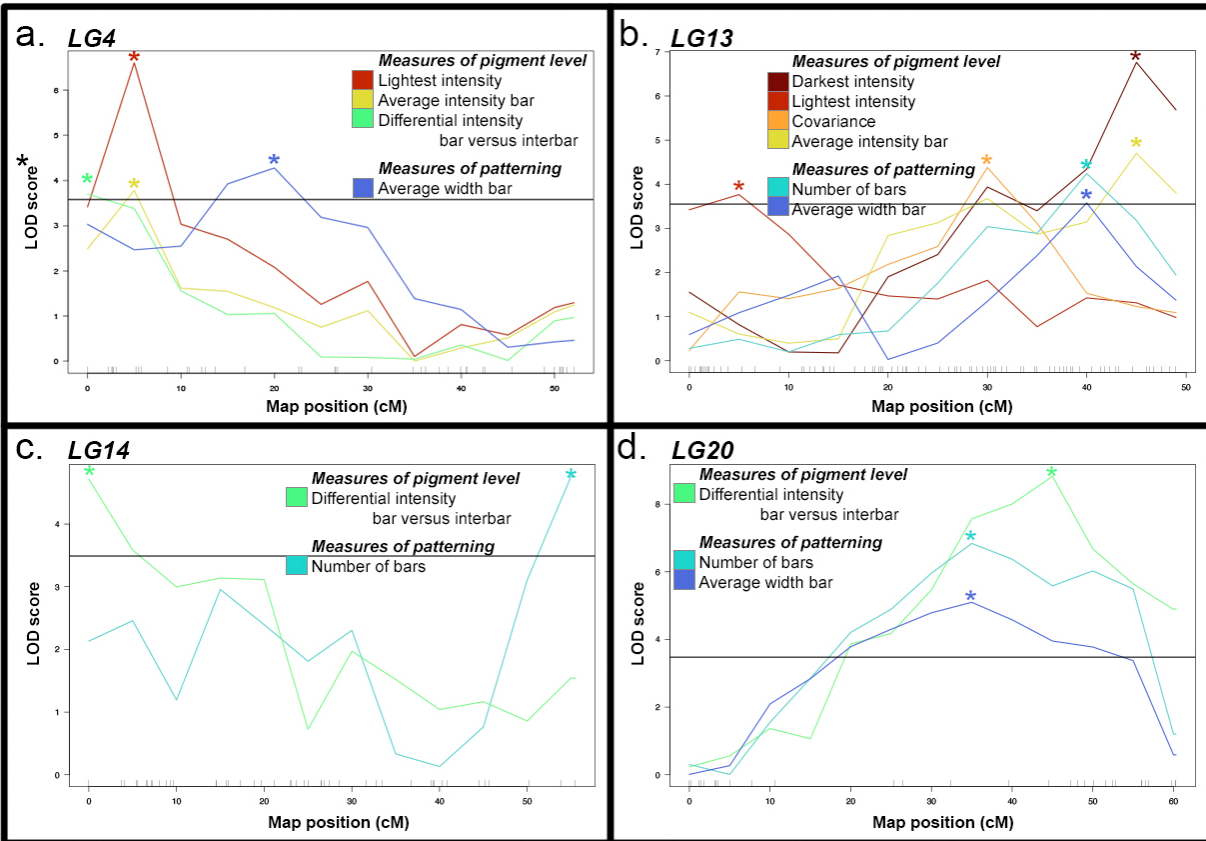 a. LG4
Measures of pigment level
Lightest intensity
Average intensity bar
Differential intensity
bar versus interbar
Measures of patterning
Average width bar
LOD score*
6
5
4
3
2
1
0
0 10 20 30 40 50
Map position (cM)
b. LG13
Measures of pigment level
Darkest intensity
Lightest intensity
Covariance
Average intensity bar
Measures of patterning
Number of bars
Average width bar
LOD score
7
6
5
4
3
2
1
0
0 10 20 30 40 50
Map position (cM)
c. LG14
Measures of pigment level
Differential intensity
bar versus interbar
Measures of patterning
Number of bars
LOD score
4
3
2
1
0
0 10 20 30 40 50
Map position (cM)
d. LG20
Measures of pigment level
Differential intensity
bar versus interbar
Measures of patterning
Number of bars
Average width bar
LOD score
8
6
4
2
0
0 10 20 30 40 50 60
Map position (cM)